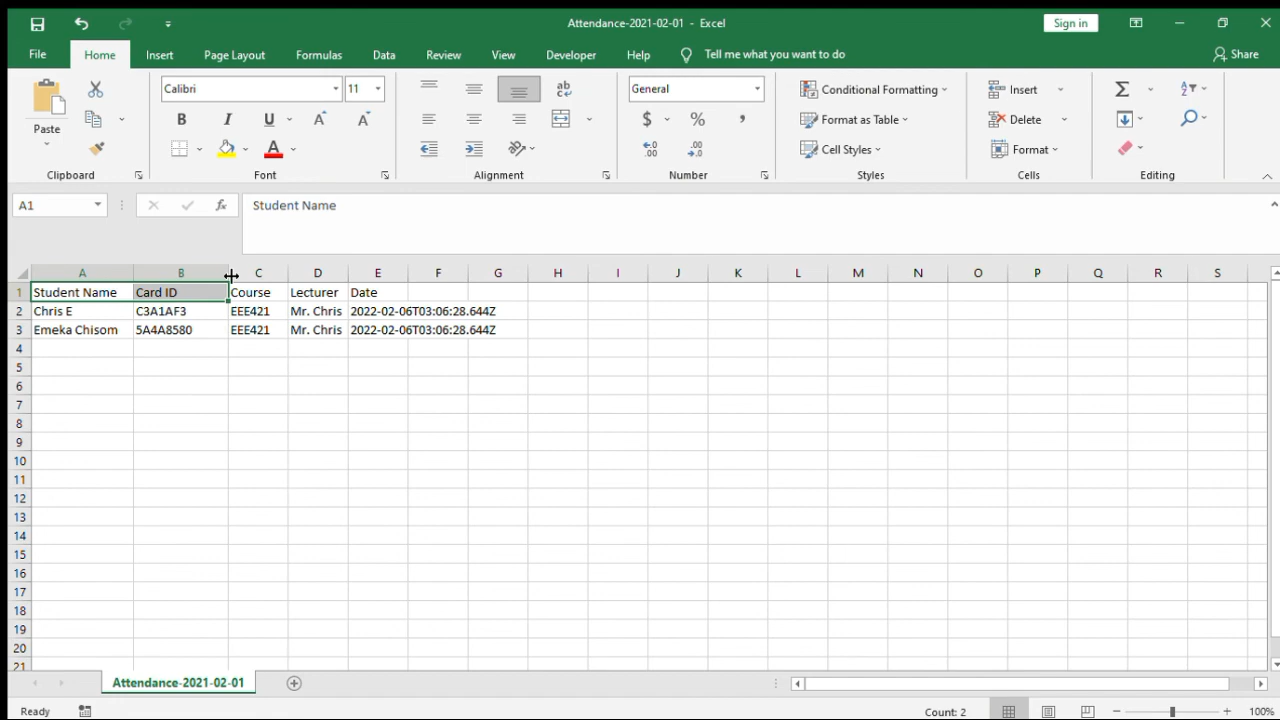 Attendance-2021-02-01 - Excel
Sign in
File Home Insert Page Layout Formulas Data Review View Developer Help Tell me what you want to do Share
Paste
Calibri 11
B I U A A
A
ab c
General
$ % ,
.00 .0
Conditional Formatting
Format as Table
Cell Styles
Insert
Delete
Format
Clipboard Font Alignment Number Styles Cells Editing
A1 fx Student Name
A B C D E F G H I J K L M N O P Q R S
1 Student Name Card ID Course Lecturer Date
2 Chris E C3A1AF3 EEE421 Mr. Chris 2022-02-06T03:06:28.644Z
3 Emeka Chisom 5A4A8580 EEE421 Mr. Chris 2022-02-06T03:06:28.644Z
4
5
6
7
8
9
10
11
12
13
14
15
16
17
18
19
20
21
Attendance-2021-02-01
Ready Count: 2 100%